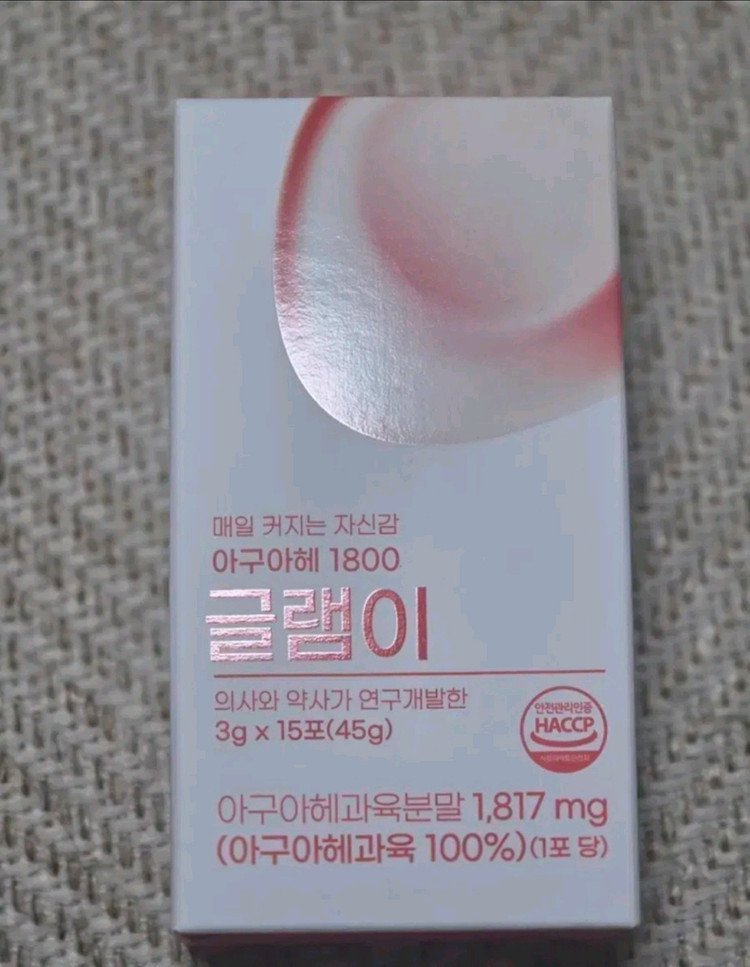 매일 커지는 자신감
아구아헤 1800
글램이
의사와 약사가 연구개발한
3g x 15포(45g)
안전관리인증
HACCP
아구아헤과육분말 1,817 mg
(아구아헤과육 100%)(1포 당)